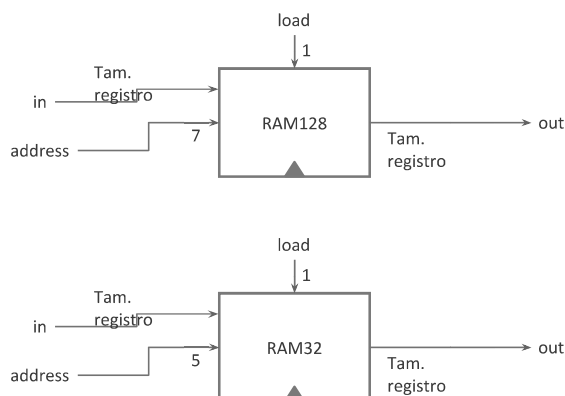 load
1
Tam.
registro
in
RAM128
out
7
address
Tam.
registro
load
1
Tam.
registro
in
RAM32
out
5
address
Tam.
registro